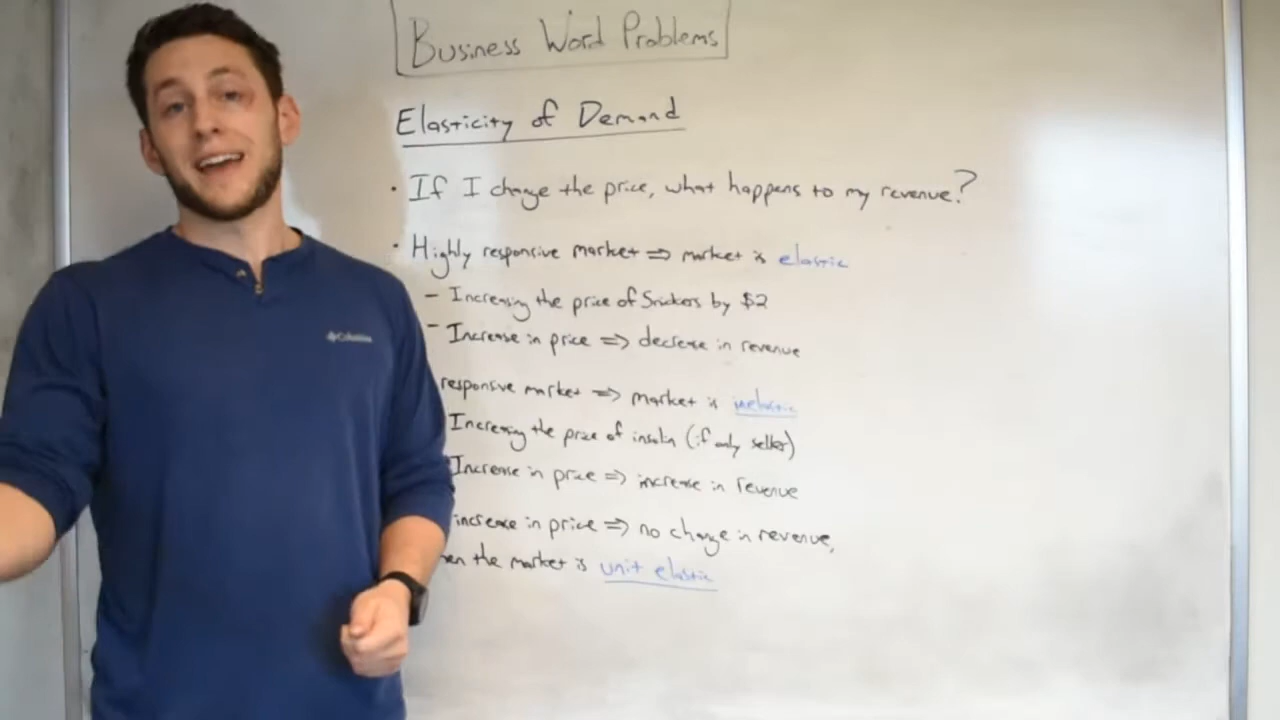 Business Word Problems
Elasticity of Demand
· If I change the price, what happens to my revenue?
· Highly responsive market ⇒ market is elastic
- Increasing the price of Snickers by $2
- Increase in price ⇒ decrease in revenue
responsive market ⇒ market is inelastic
Increasing the price of insulin (if only seller)
Increase in price ⇒ increase in revenue
increase in price ⇒ no change in revenue,
the market is unit elastic
Columbia